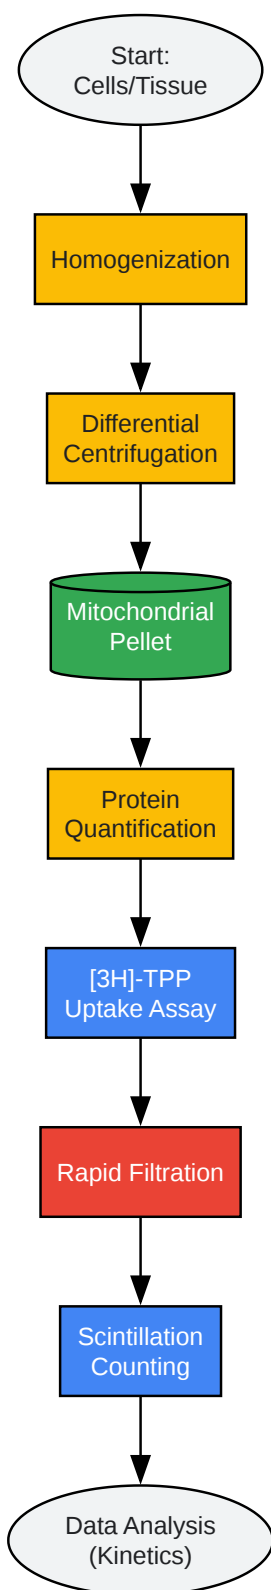 Start:
Cells/Tissue
Homogenization
Differential
Centrifugation
Mitochondrial
Pellet
Protein
Quantification
[3H]-TPP
Uptake Assay
Rapid Filtration
Scintillation
Counting
Data Analysis
(Kinetics)